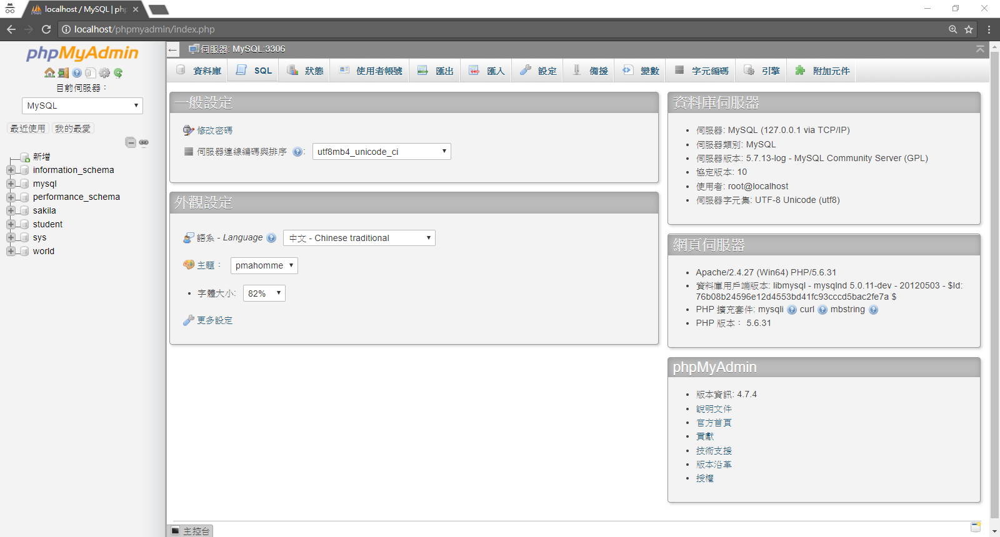 localhost / MySQL | php
localhost/phpmyadmin/index.php
phpMyAdmin
目前伺服器：
MySQL
最近使用 我的最愛
新增
information_schema
mysql
performance_schema
sakila
student
sys
world
伺服器: MySQL:3306
資料庫 SQL 狀態 使用者帳號 匯出 匯入 設定 備援 變數 字元編碼 引擎 附加元件
一般設定
修改密碼
伺服器連線編碼與排序 : utf8mb4_unicode_ci
外觀設定
語系 - Language 中文 - Chinese traditional
主題： pmahomme
字體大小: 82%
更多設定
資料庫伺服器
伺服器: MySQL (127.0.0.1 via TCP/IP)
伺服器類別: MySQL
伺服器版本: 5.7.13-log - MySQL Community Server (GPL)
協定版本: 10
使用者: root@localhost
伺服器字元集: UTF-8 Unicode (utf8)
網頁伺服器
Apache/2.4.27 (Win64) PHP/5.6.31
資料庫用戶端版本: libmysql - mysqlnd 5.0.11-dev - 20120503 - $Id:
76b08b24596e12d4553bd41fc93cccd5bac2fe7a $
PHP 擴充套件: mysqli curl mbstring
PHP 版本： 5.6.31
phpMyAdmin
版本資訊: 4.7.4
說明文件
官方首頁
貢獻
技術支援
版本沿革
授權
主控台